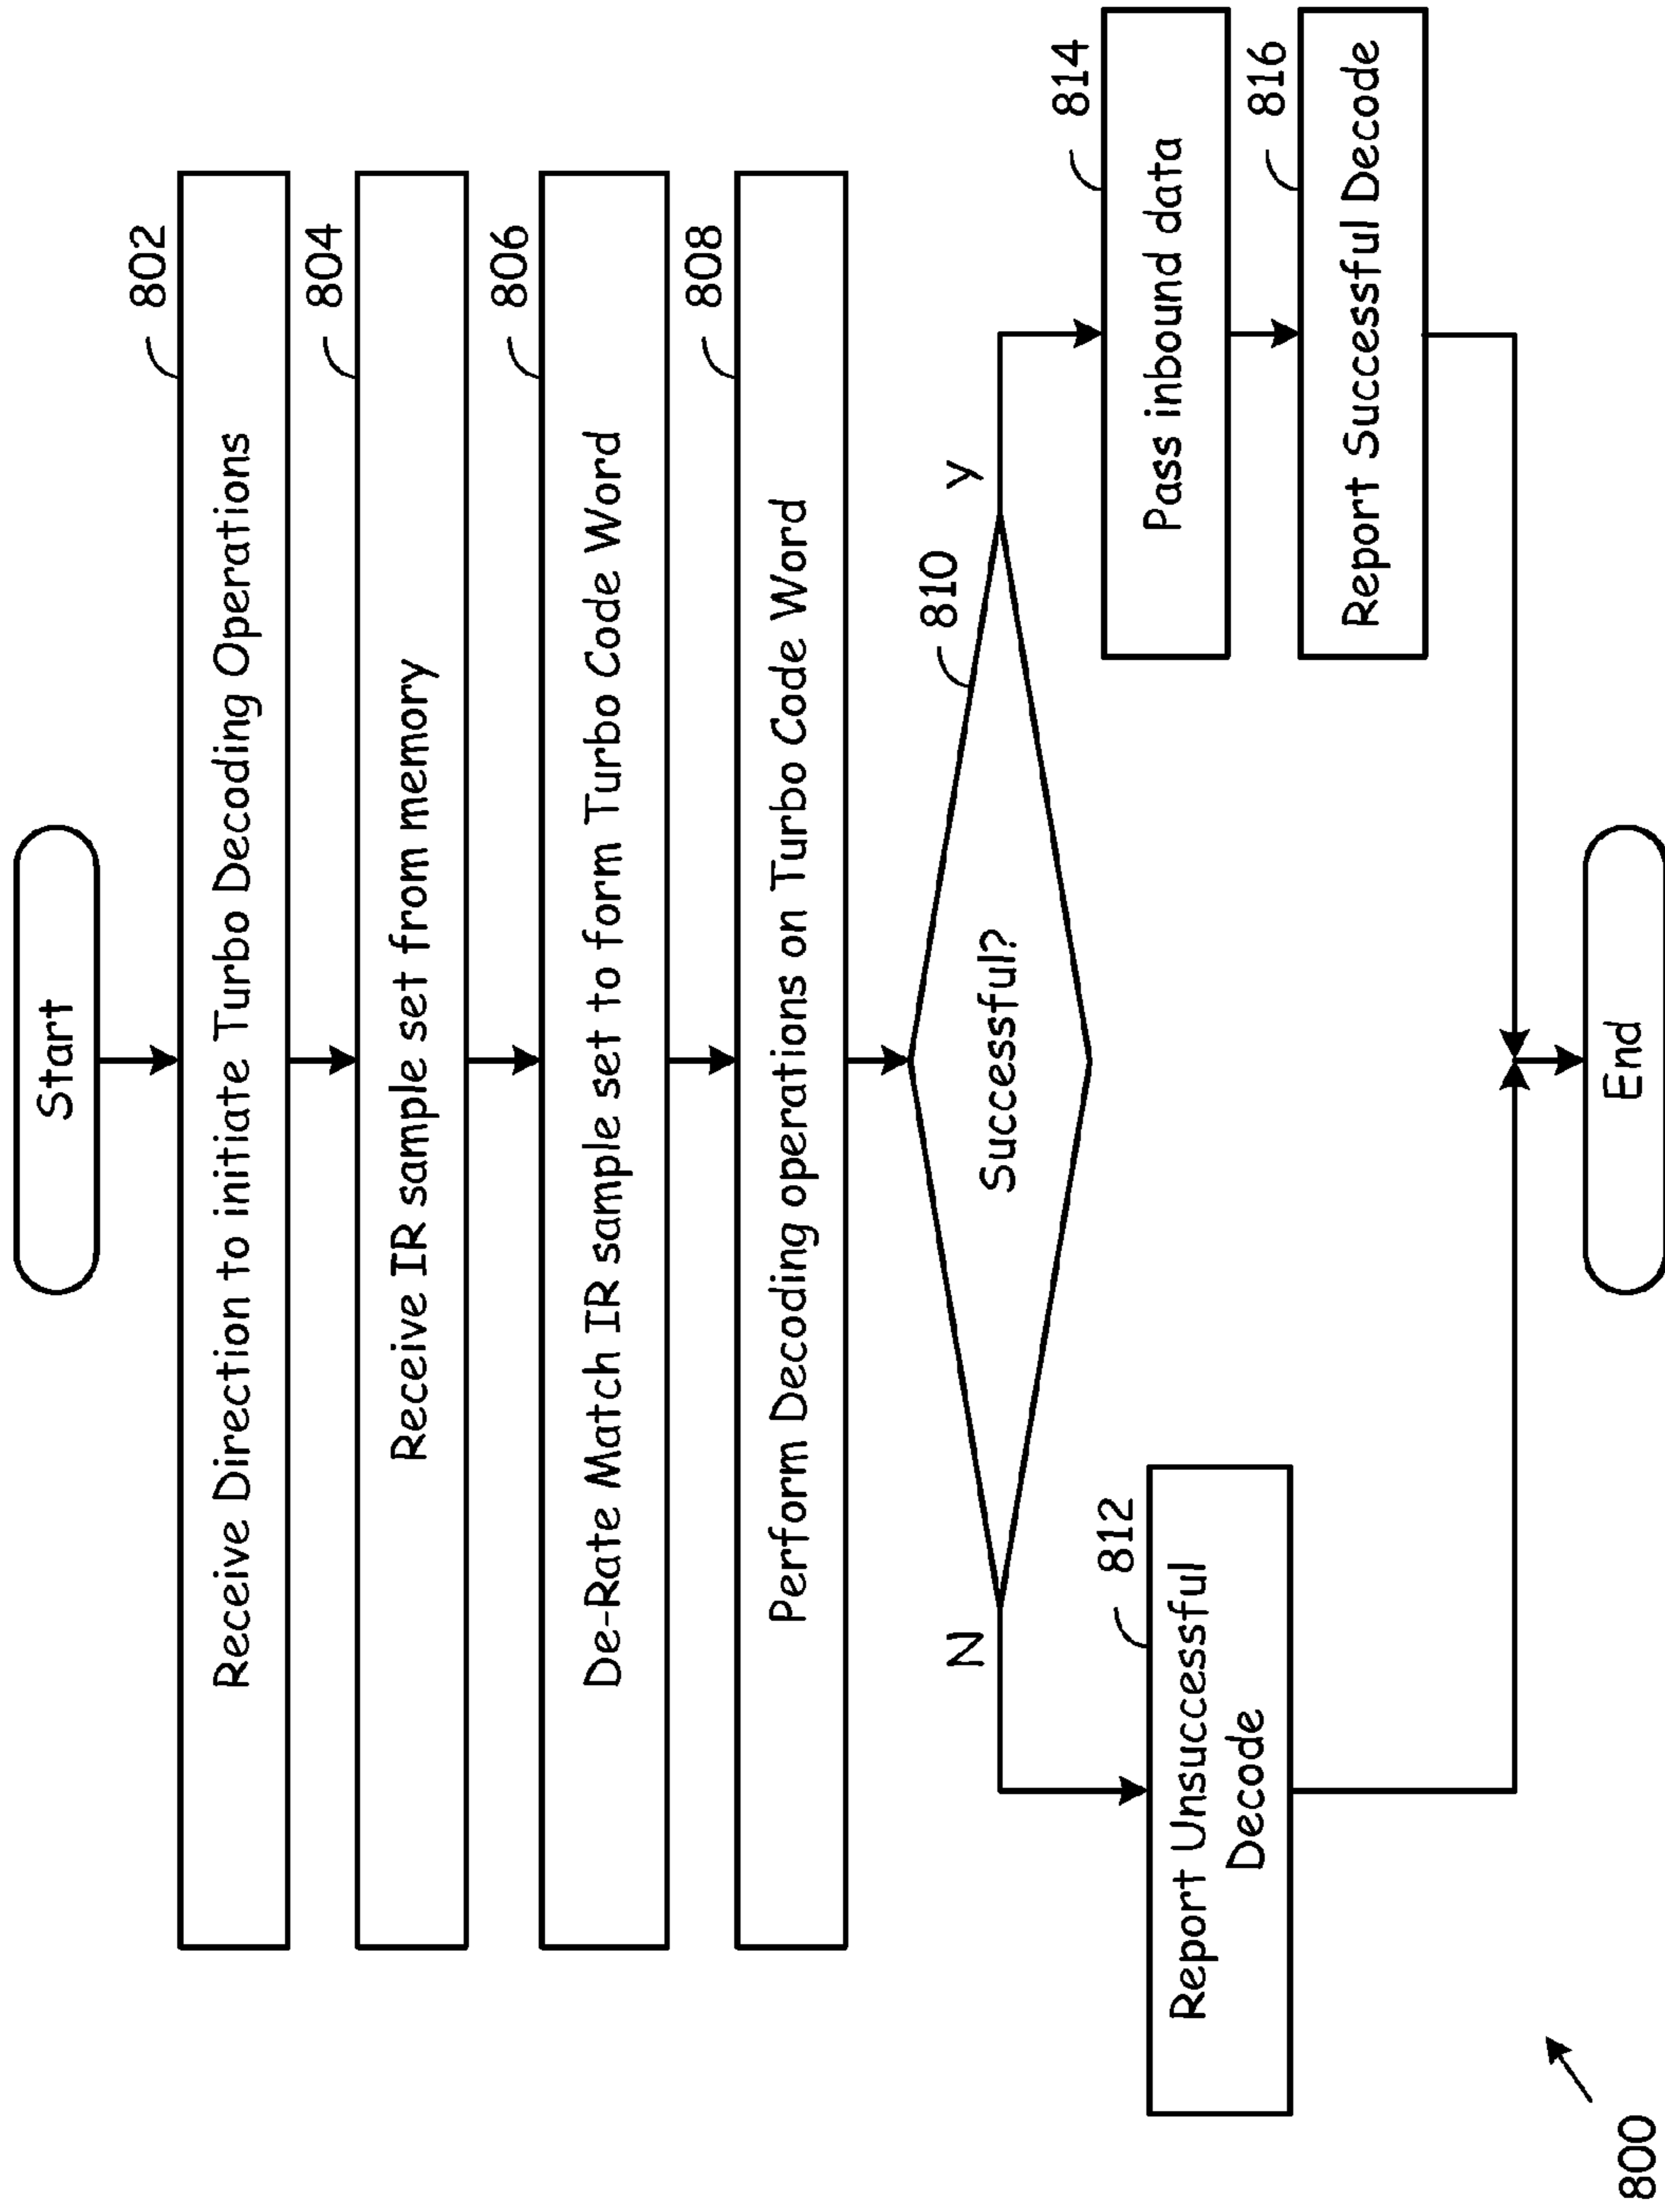 Start
802
Receive Direction to initiate Turbo Decoding Operations
804
Receive IR sample set from memory
806
De-Rate Match IR sample set to form Turbo Code Word
808
Perform Decoding operations on Turbo Code Word
810
Successful?
N
y
812
Report Unsuccessful
Decode
814
Pass inbound data
816
Report Successful Decode
End
800